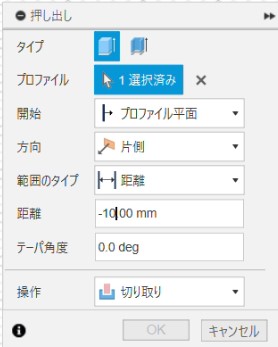 押し出し
タイプ
プロファイル 1 選択済み
開始 プロファイル平面
方向 片側
範囲のタイプ 距離
距離 -10.00 mm
テーパ角度 0.0 deg
操作 切り取り
OK キャンセル